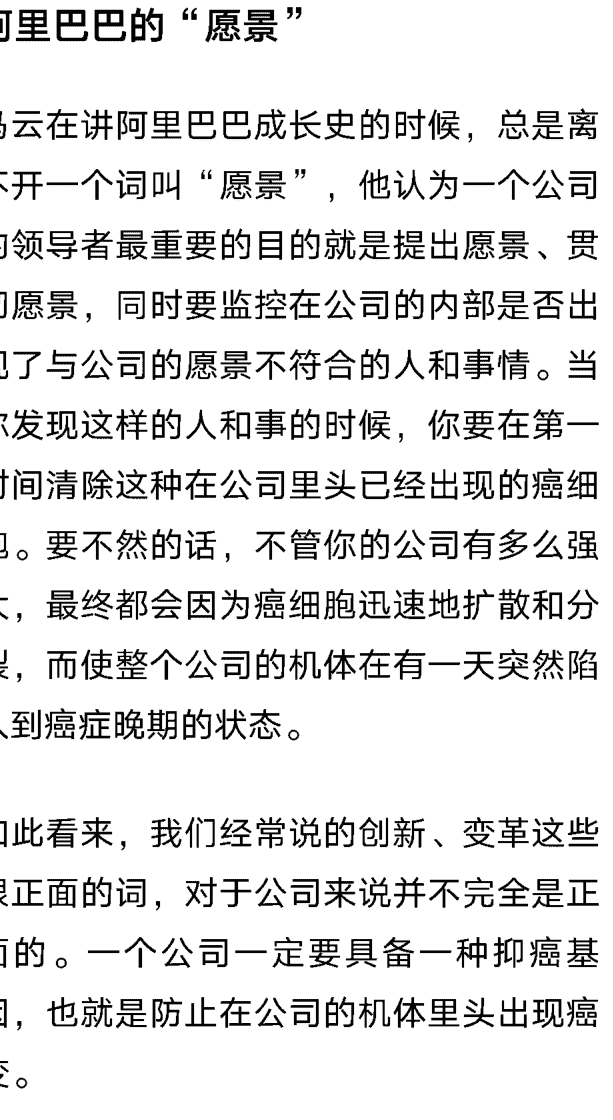 阿里巴巴的“愿景”
马云在讲阿里巴巴成长史的时候，总是离
不开一个词叫“愿景”，他认为一个公司
的领导者最重要的目的就是提出愿景、贯
彻愿景，同时要监控在公司的内部是否出
现了与公司的愿景不符合的人和事情。当
你发现这样的人和事的时候，你要在第一
时间清除这种在公司里头已经出现的癌细
胞。要不然的话，不管你的公司有多么强
大，最终都会因为癌细胞迅速地扩散和分
裂，而使整个公司的机体在有一天突然陷
入到癌症晚期的状态。
如此看来，我们经常说的创新、变革这些
很正面的词，对于公司来说并不完全是正
面的。一个公司一定要具备一种抑癌基
因，也就是防止在公司的机体里头出现癌
变。